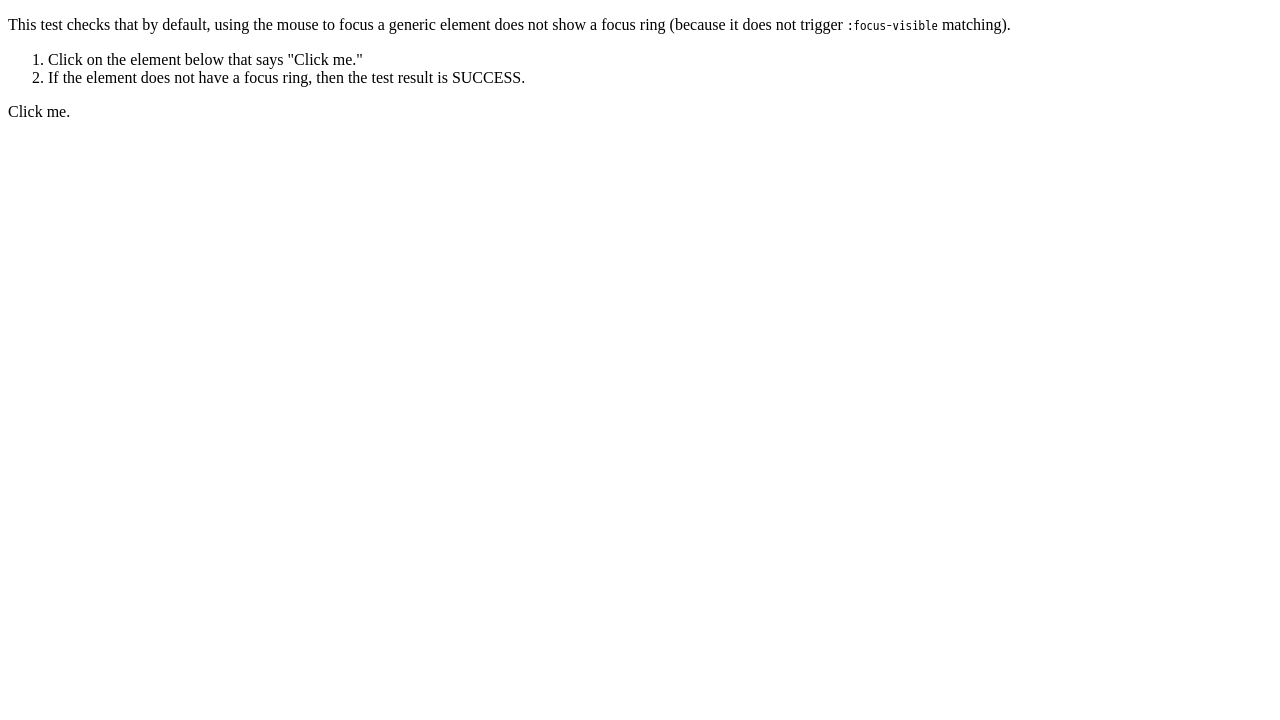 This test checks that by default, using the mouse to focus a generic element does not show a focus ring (because it does not trigger :focus-visible matching).
1. Click on the element below that says "Click me."
2. If the element does not have a focus ring, then the test result is SUCCESS.
Click me.